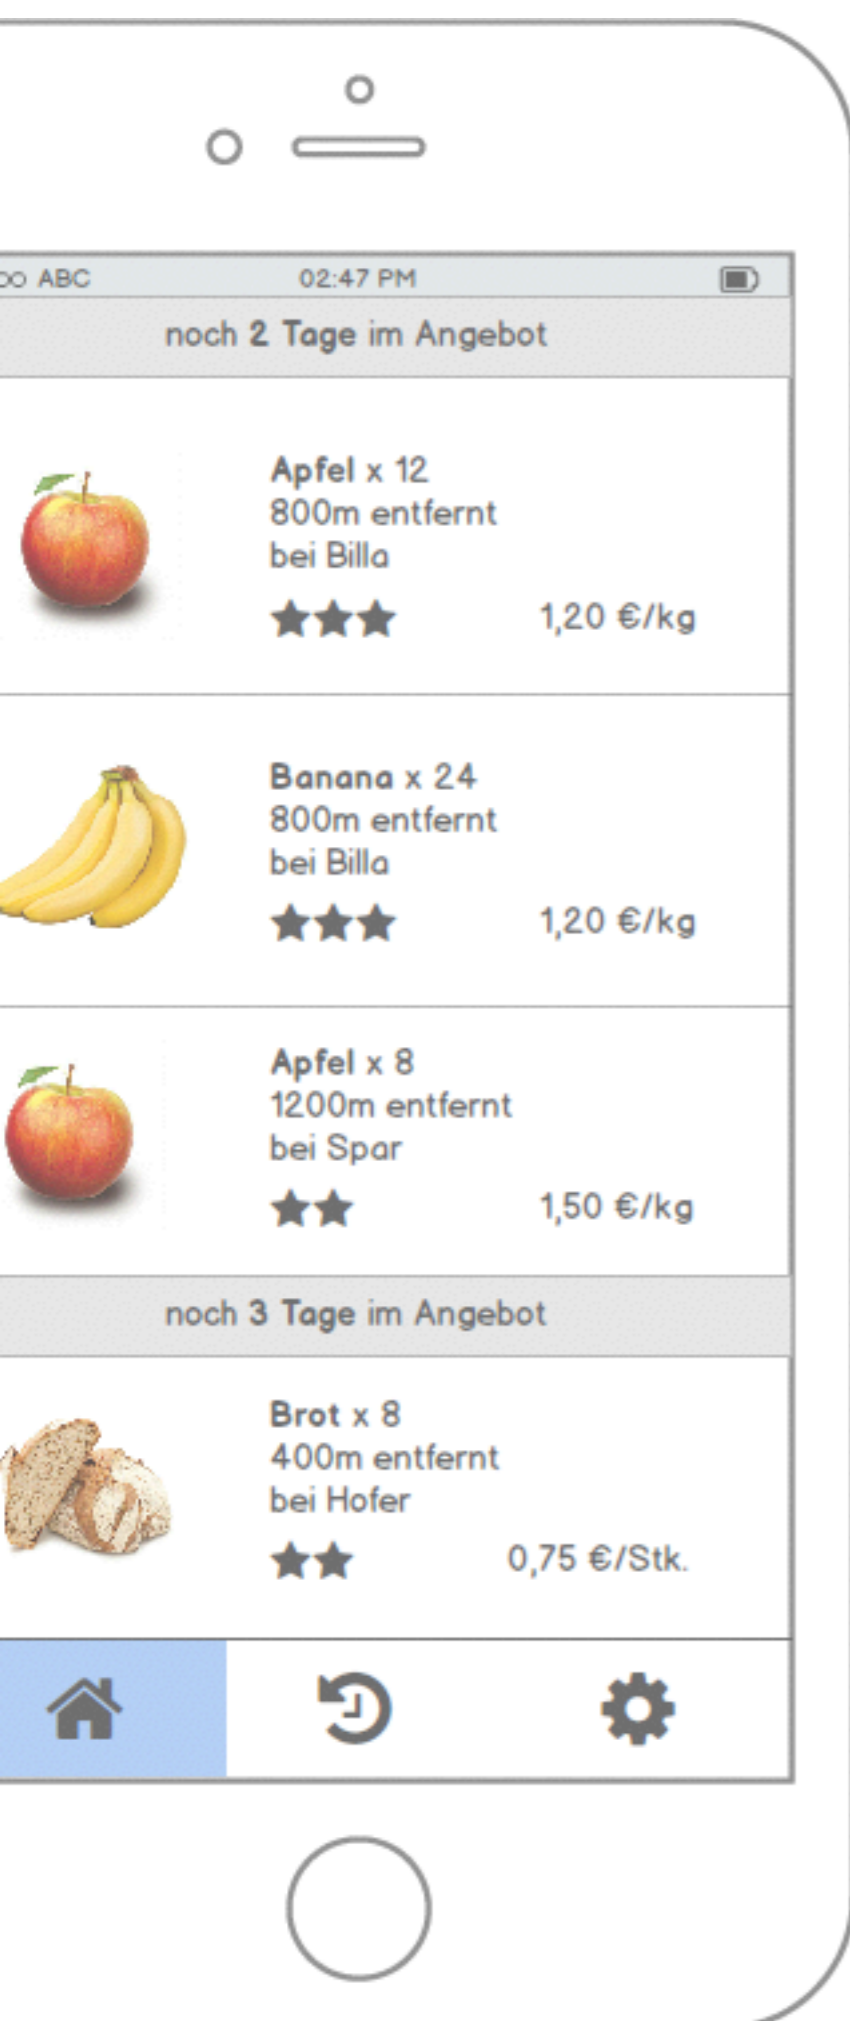 ABC 02:47 PM
noch 2 Tage im Angebot
Apfel x 12
800m entfernt
bei Billa
1,20 €/kg
Banana x 24
800m entfernt
bei Billa
1,20 €/kg
Apfel x 8
1200m entfernt
bei Spar
1,50 €/kg
noch 3 Tage im Angebot
Brot x 8
400m entfernt
bei Hofer
0,75 €/Stk.